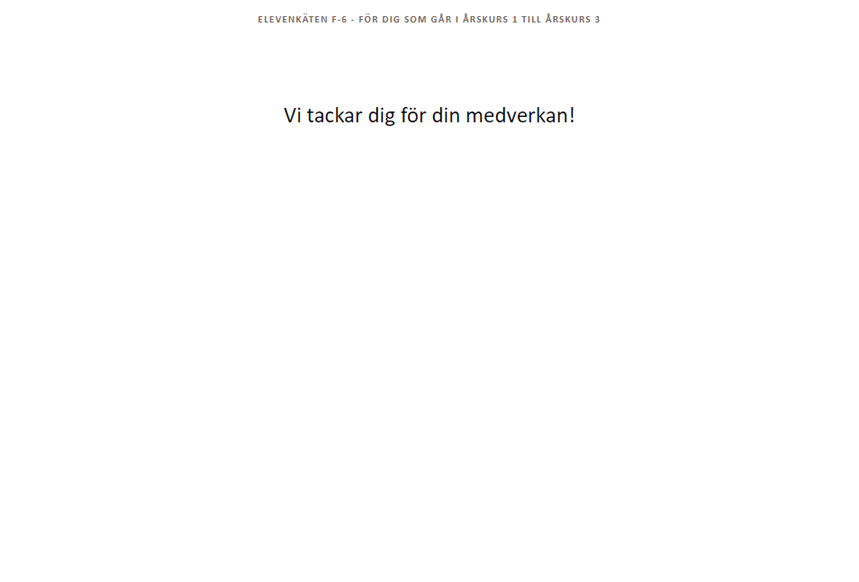 ELEVENKÄTEN F-6 - FÖR DIG SOM GÅR I ÅRSKURS 1 TILL ÅRSKURS 3
Vi tackar dig för din medverkan!